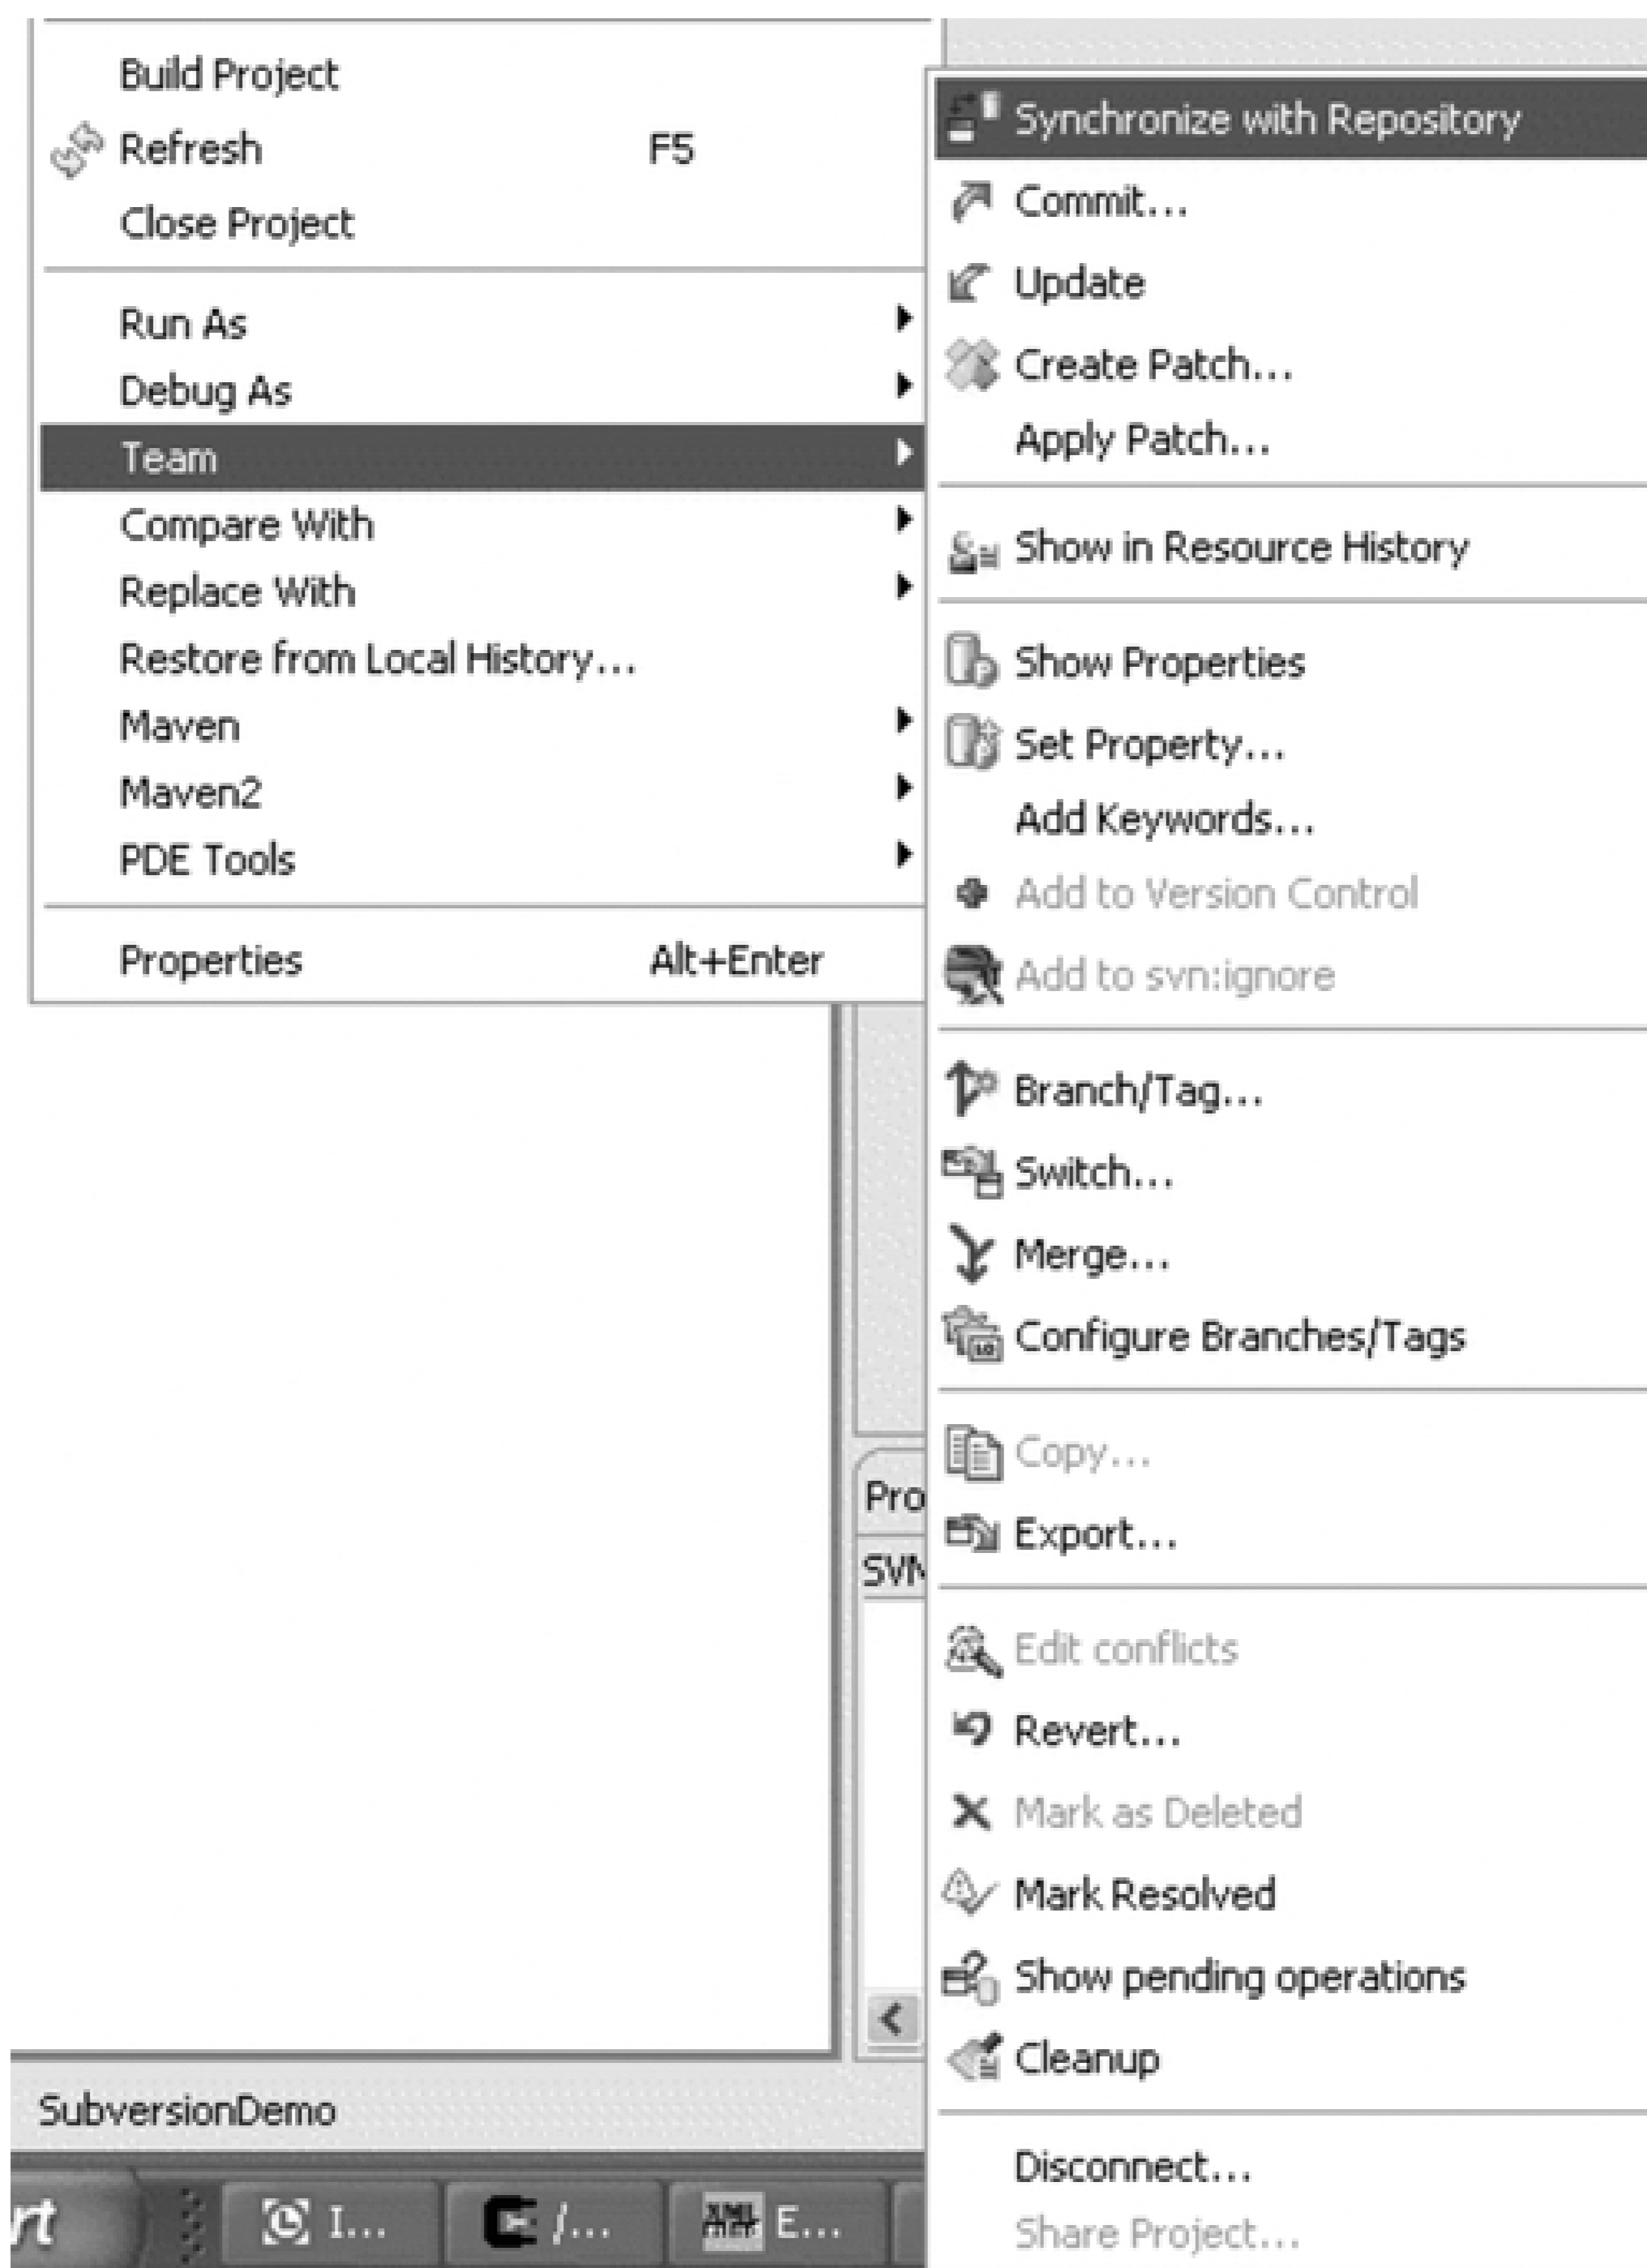 Build Project
Refresh F5
Close Project
Run As
Debug As
Team
Compare With
Replace With
Restore from Local History...
Maven
Maven2
PDE Tools
Properties Alt+Enter
Synchronize with Repository
Commit...
Update
Create Patch...
Apply Patch...
Show in Resource History
Show Properties
Set Property...
Add Keywords...
Add to Version Control
Add to svn:ignore
Branch/Tag...
Switch...
Merge...
Configure Branches/Tags
Copy...
Export...
Edit conflicts
Revert...
Mark as Deleted
Mark Resolved
Show pending operations
Cleanup
Disconnect...
Share Project...
Pro
SVN
SubversionDemo
rt
I...
/...
XML E...